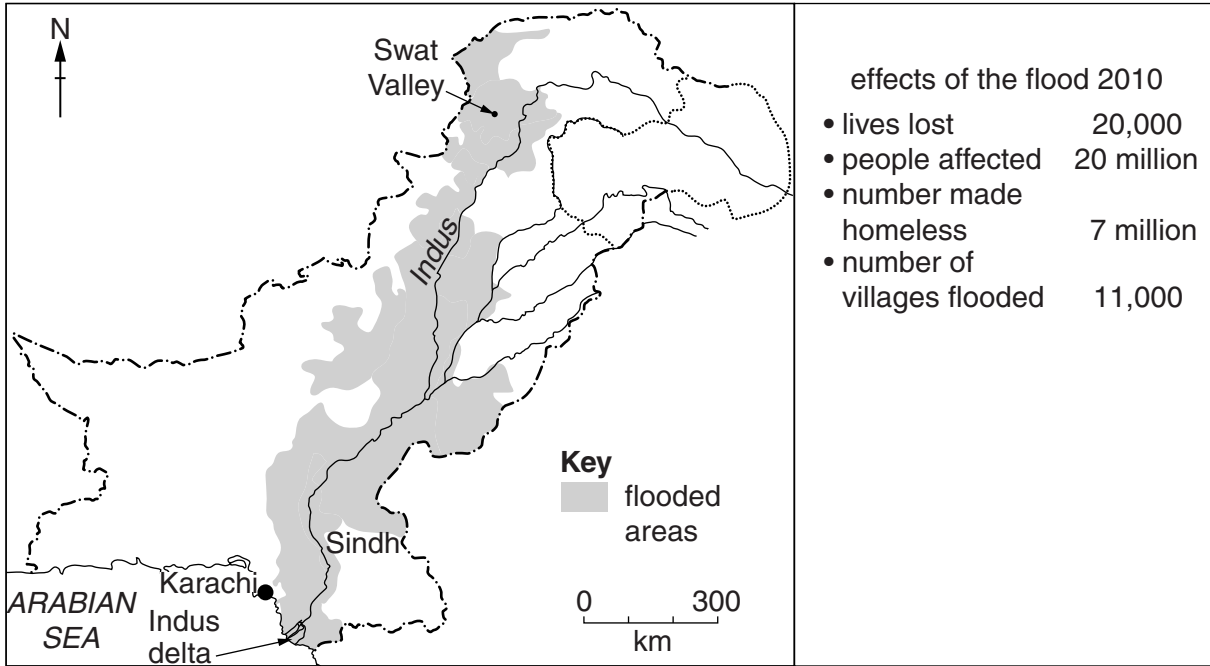 N
Swat
Valley
Indus
Key
flooded
areas
Sindh
Karachi
ARABIAN
SEA
Indus
delta
0 300
km
effects of the flood 2010
• lives lost 20,000
• people affected 20 million
• number made
homeless 7 million
• number of
villages flooded 11,000